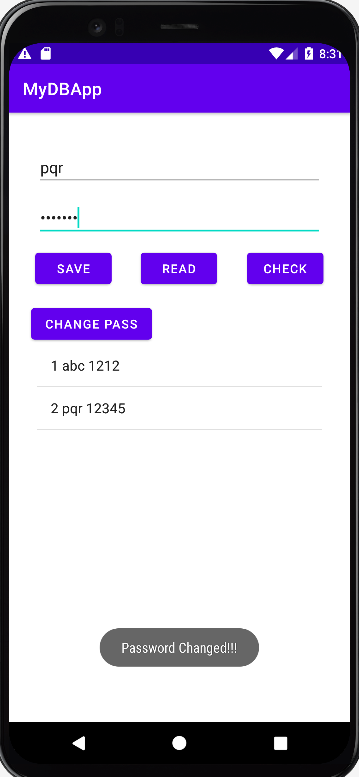 8:31
MyDBApp
pqr
•••••••
SAVE READ CHECK
CHANGE PASS
1 abc 1212
2 pqr 12345
Password Changed!!!